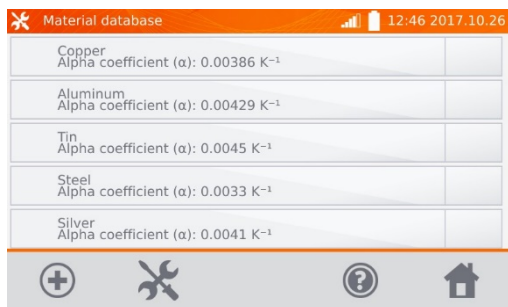 Material database 12:46 2017.10.26
Copper
Alpha coefficient (α): 0.00386 K⁻¹
Aluminum
Alpha coefficient (α): 0.00429 K⁻¹
Tin
Alpha coefficient (α): 0.0045 K⁻¹
Steel
Alpha coefficient (α): 0.0033 K⁻¹
Silver
Alpha coefficient (α): 0.0041 K⁻¹